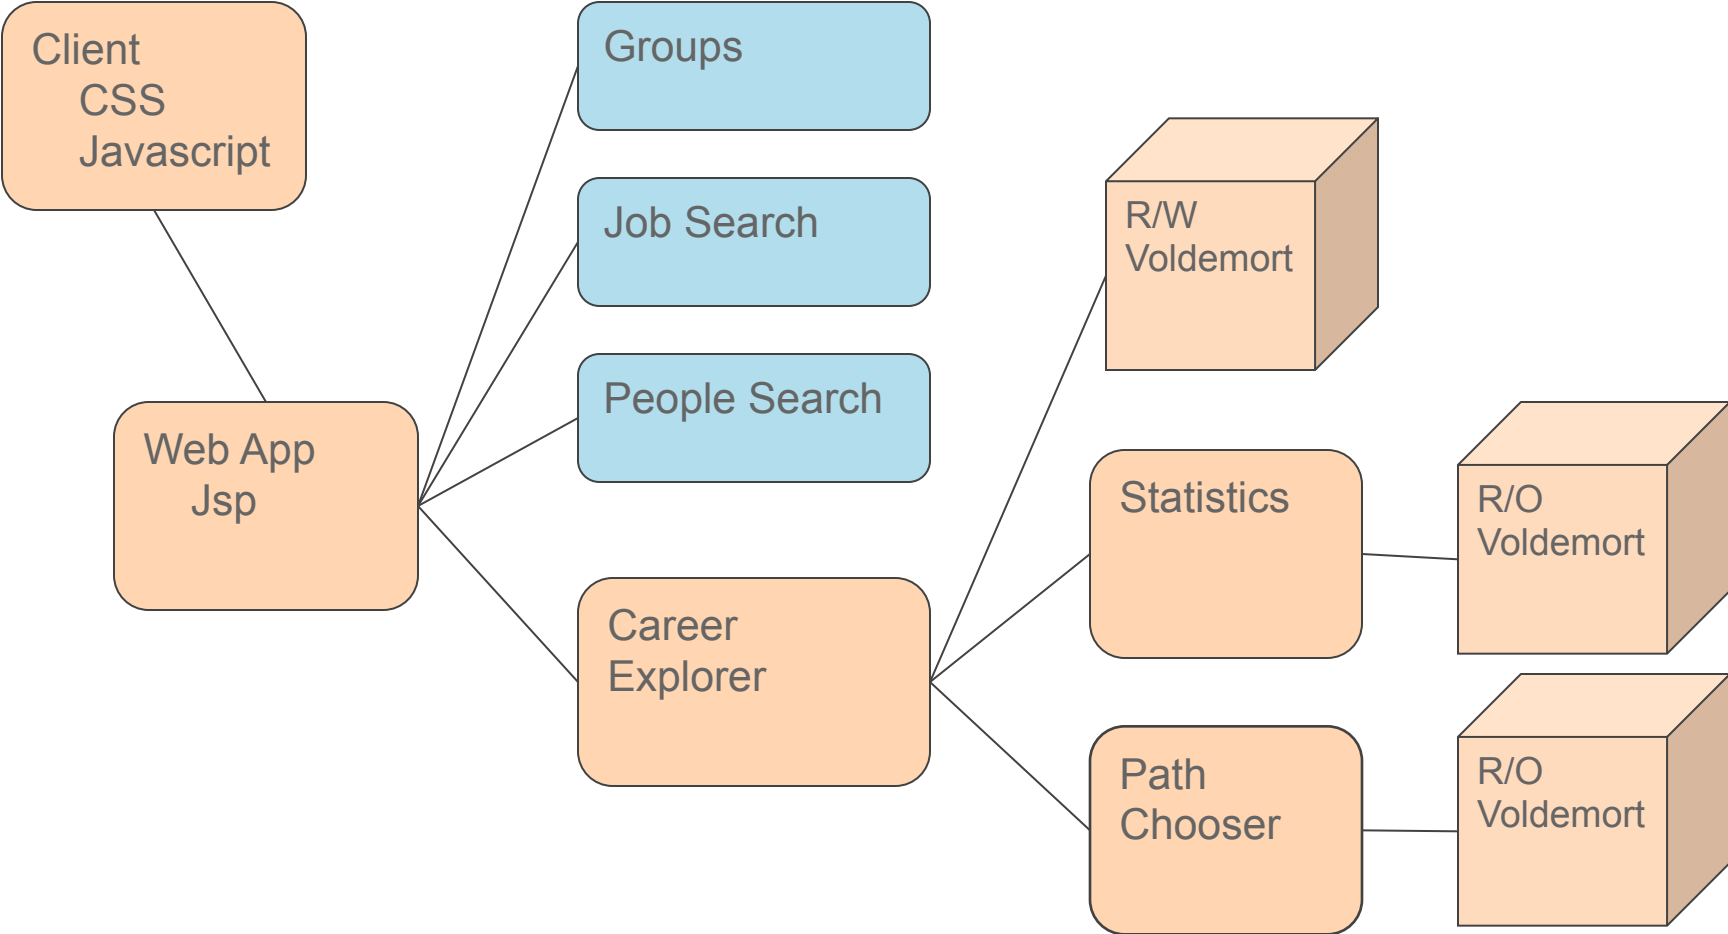 Client
CSS
Javascript
Groups
Job Search
People Search
Web App
Jsp
Career
Explorer
R/W
Voldemort
Statistics
R/O
Voldemort
Path
Chooser
R/O
Voldemort